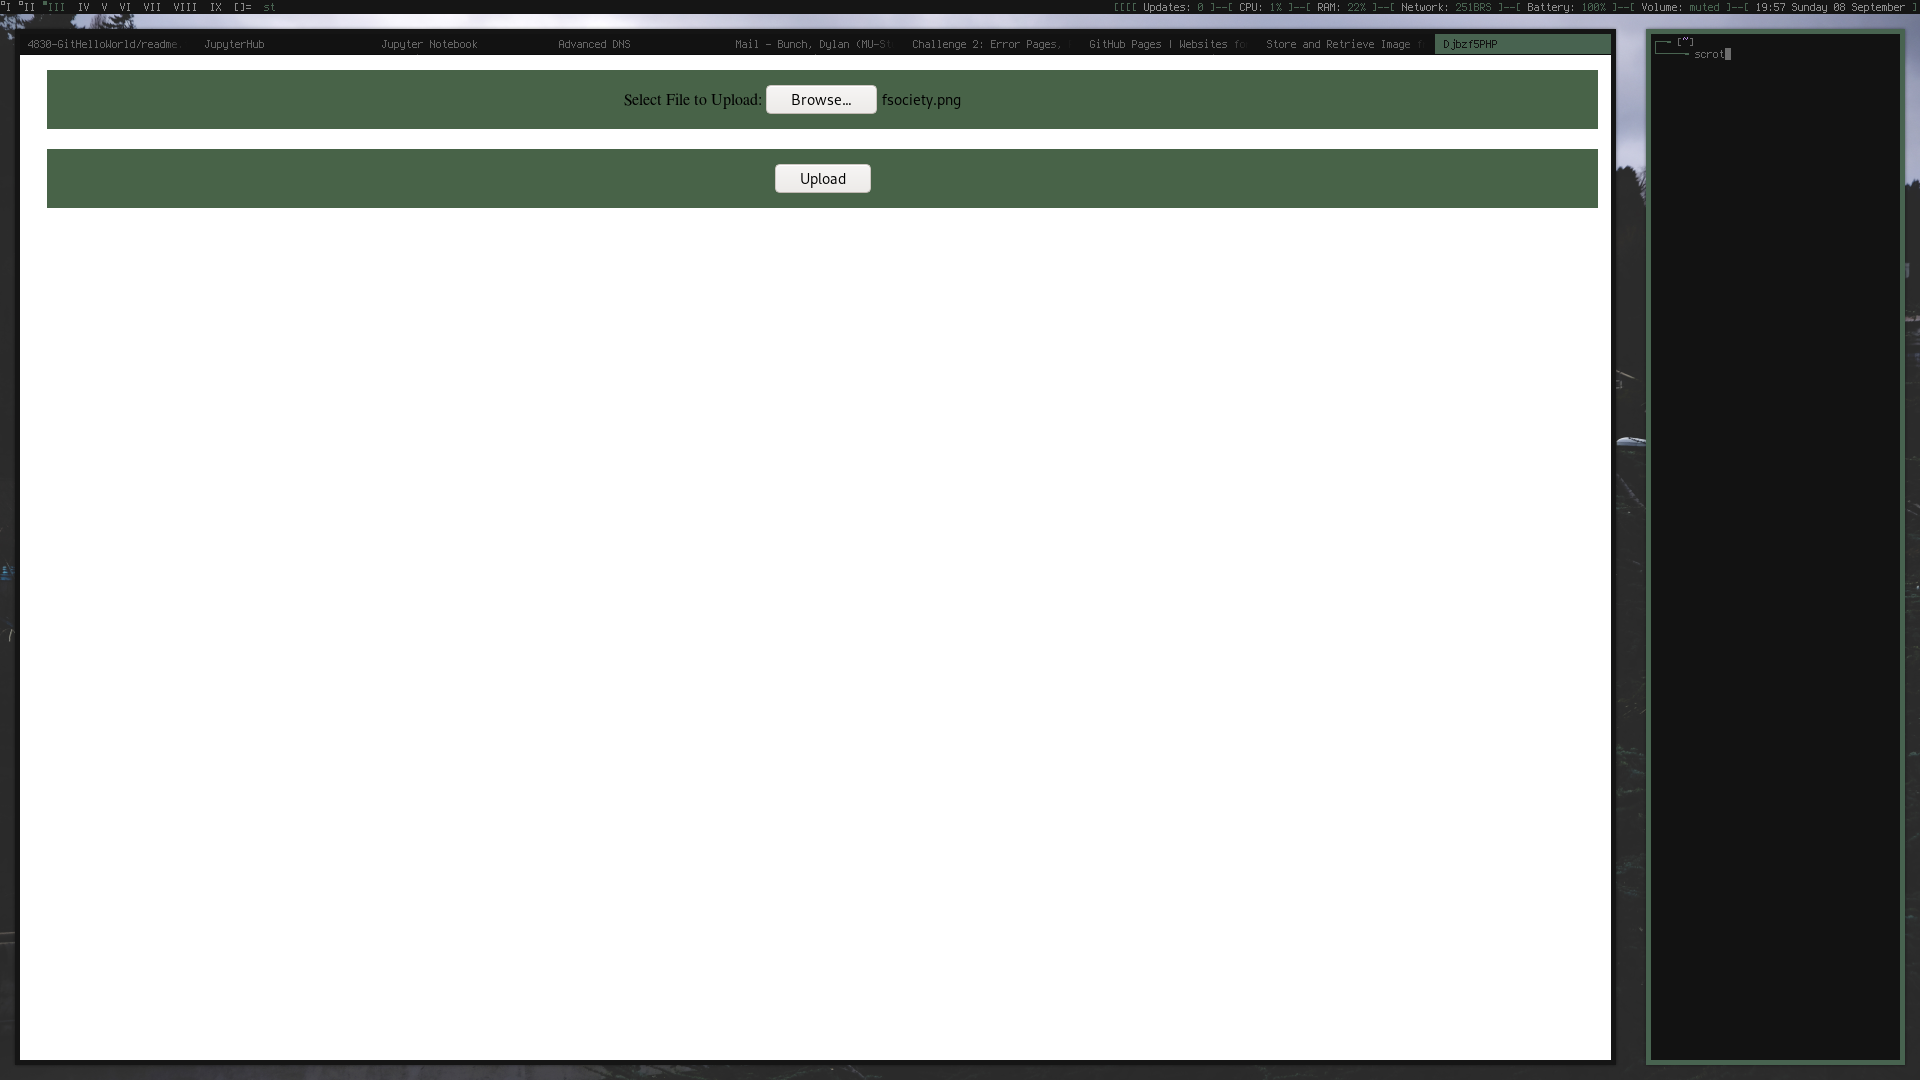 I II III IV V VI VII VIII IX []= st
[[[[ Updates: 0 ]--[ CPU: 1% ]--[ RAM: 22% ]--[ Network: 251BRS ]--[ Battery: 100% ]--[ Volume: muted ]--[ 19:57 Sunday 08 September ]
4830-GitHelloWorld/readme. JupyterHub Jupyter Notebook Advanced DNS Mail - Bunch, Dylan (MU-St Challenge 2: Error Pages, GitHub Pages | Websites fo Store and Retrieve Image f Djbzf5PHP
Select File to Upload: Browse... fsociety.png
Upload
[~]
scrot